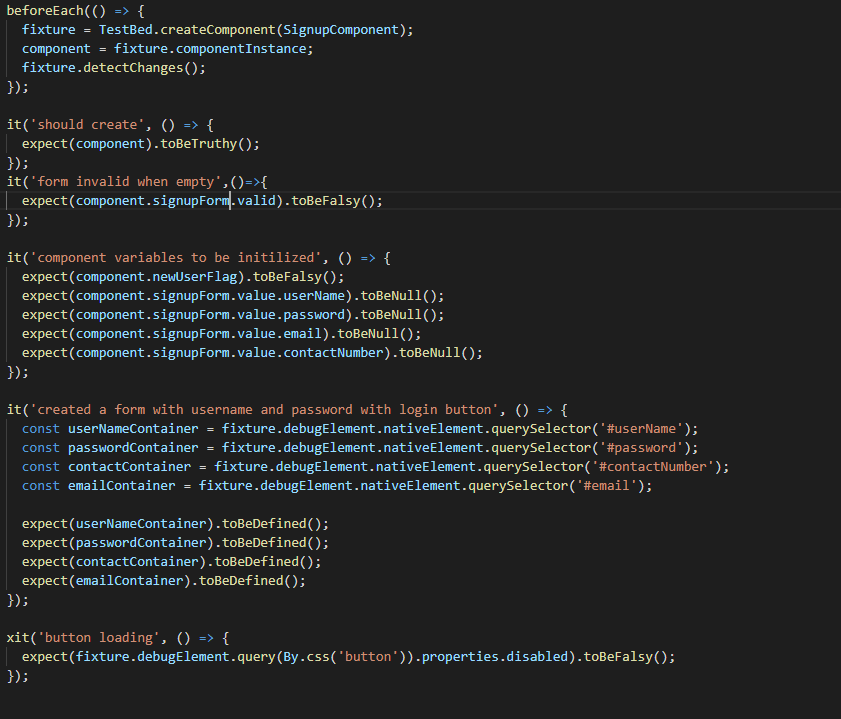 beforeEach(() => {
  fixture = TestBed.createComponent(SignupComponent);
  component = fixture.componentInstance;
  fixture.detectChanges();
});

it('should create', () => {
  expect(component).toBeTruthy();
});
it('form invalid when empty',()=>{
  expect(component.signupForm.valid).toBeFalsy();
});

it('component variables to be initilized', () => {
  expect(component.newUserFlag).toBeFalsy();
  expect(component.signupForm.value.userName).toBeNull();
  expect(component.signupForm.value.password).toBeNull();
  expect(component.signupForm.value.email).toBeNull();
  expect(component.signupForm.value.contactNumber).toBeNull();
});

it('created a form with username and password with login button', () => {
  const userNameContainer = fixture.debugElement.nativeElement.querySelector('#userName');
  const passwordContainer = fixture.debugElement.nativeElement.querySelector('#password');
  const contactContainer = fixture.debugElement.nativeElement.querySelector('#contactNumber');
  const emailContainer = fixture.debugElement.nativeElement.querySelector('#email');

  expect(userNameContainer).toBeDefined();
  expect(passwordContainer).toBeDefined();
  expect(contactContainer).toBeDefined();
  expect(emailContainer).toBeDefined();
});

xit('button loading', () => {
  expect(fixture.debugElement.query(By.css('button')).properties.disabled).toBeFalsy();
});